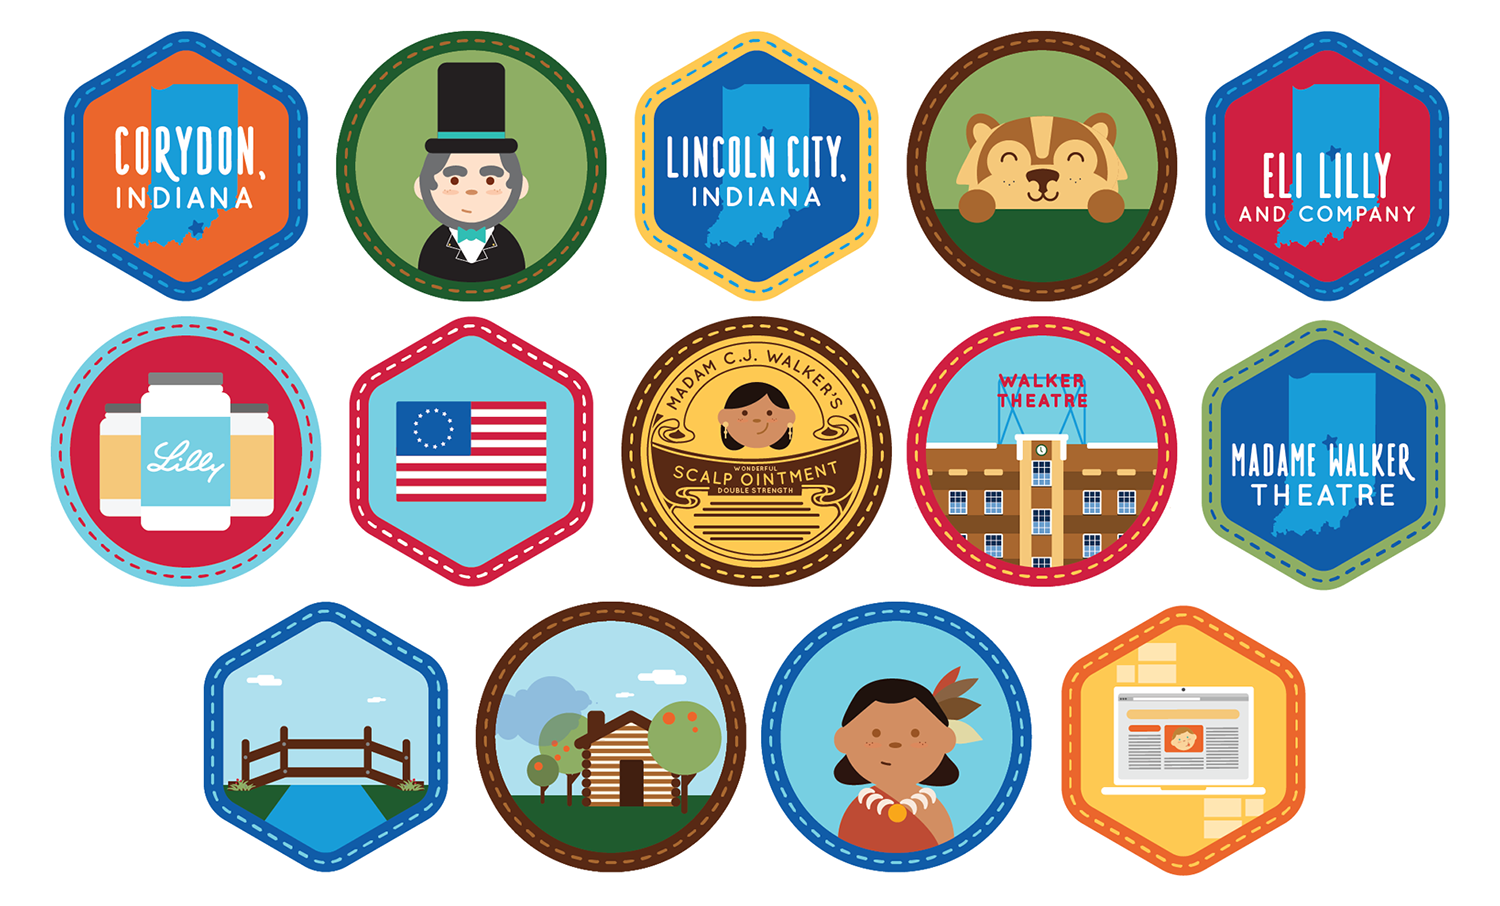 CORYDON,
INDIANA
LINCOLN CITY,
INDIANA
ELI LILLY
AND COMPANY
Lilly
MADAM C.J. WALKER'S
WONDERFUL
SCALP OINTMENT
DOUBLE STRENGTH
WALKER
THEATRE
MADAME WALKER
THEATRE